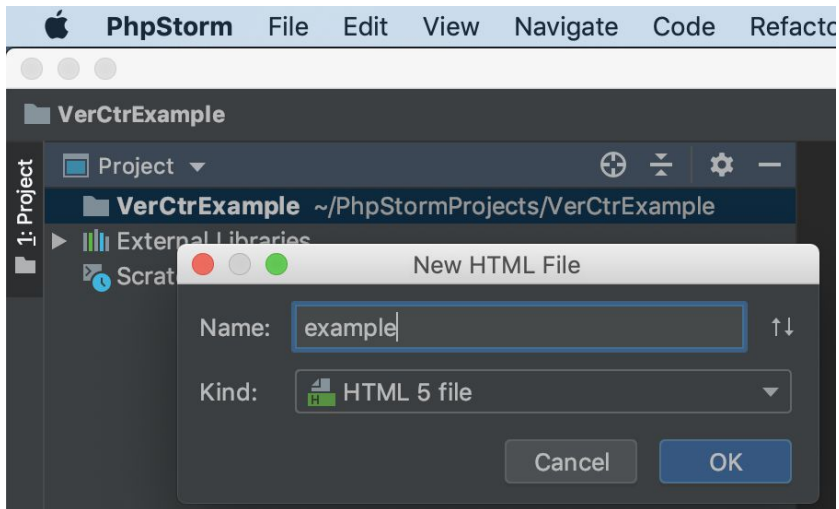 PhpStorm File Edit View Navigate Code Refacto
VerCtrExample
1: Project
Project
VerCtrExample ~/PhpStormProjects/VerCtrExample
External Libraries
Scrat
New HTML File
Name: example
Kind: H HTML 5 file
Cancel OK